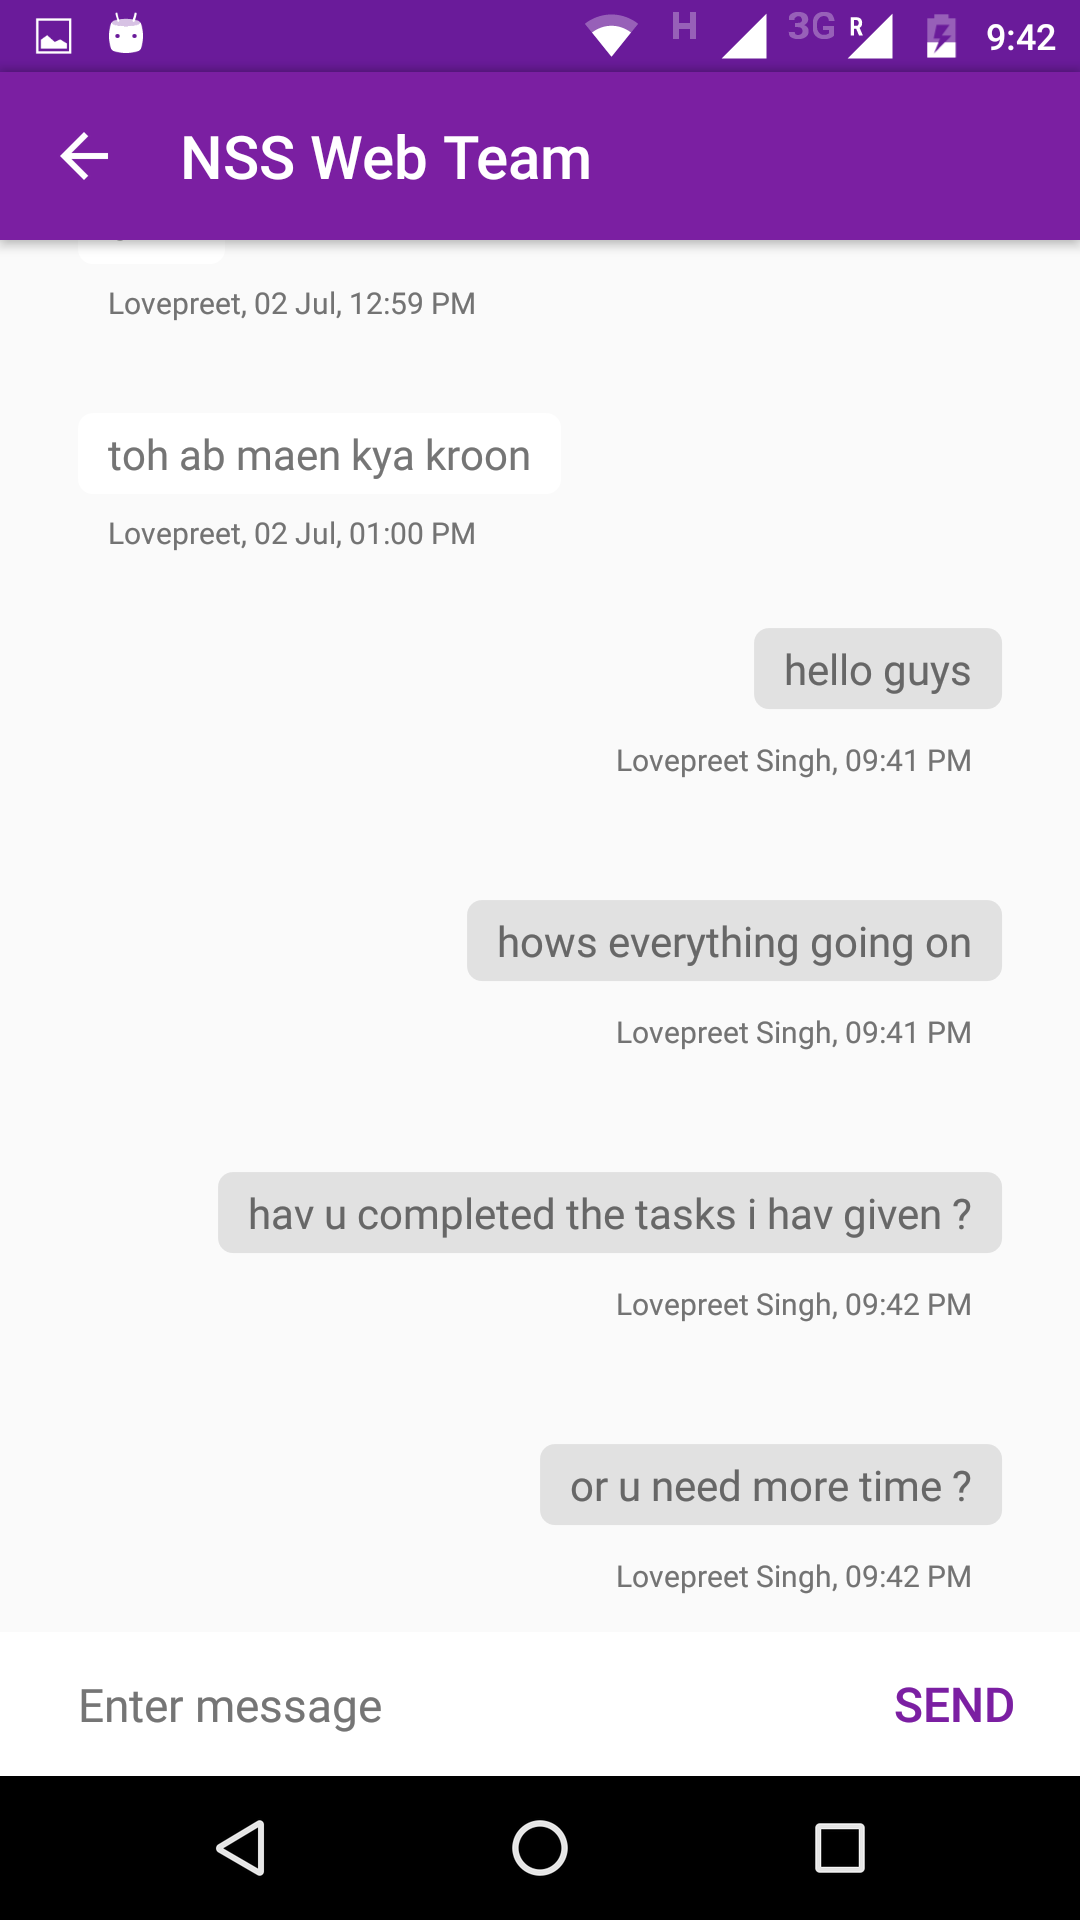 H 3G R 9:42
NSS Web Team
Lovepreet, 02 Jul, 12:59 PM
toh ab maen kya kroon
Lovepreet, 02 Jul, 01:00 PM
hello guys
Lovepreet Singh, 09:41 PM
hows everything going on
Lovepreet Singh, 09:41 PM
hav u completed the tasks i hav given ?
Lovepreet Singh, 09:42 PM
or u need more time ?
Lovepreet Singh, 09:42 PM
Enter message SEND